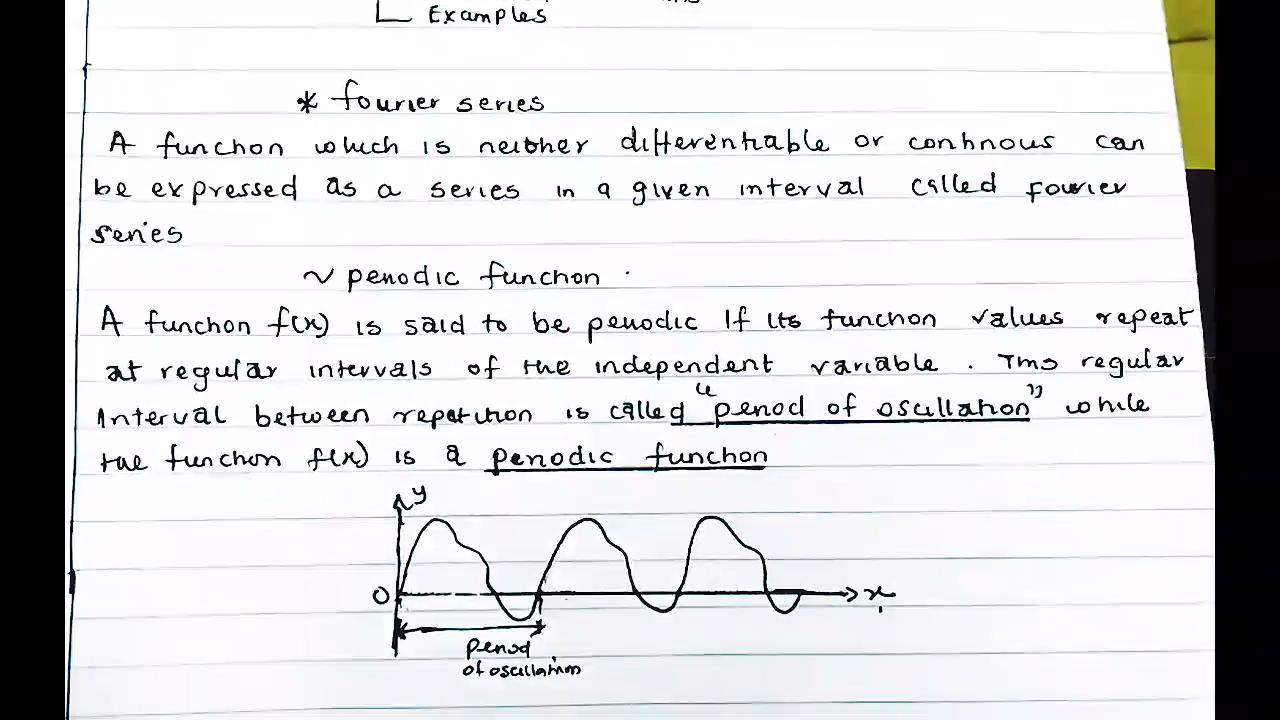 Examples
* fourier series
A function which is neither differentiable or continous can
be expressed as a series in a given interval called fourier
series
~ periodic function
A function f(x) is said to be periodic If its function values repeat
at regular intervals of the independent variable. This regular
Interval between repetition is called "period of oscillation" while
the function f(x) is a periodic function
y
0
x
period
of oscillation